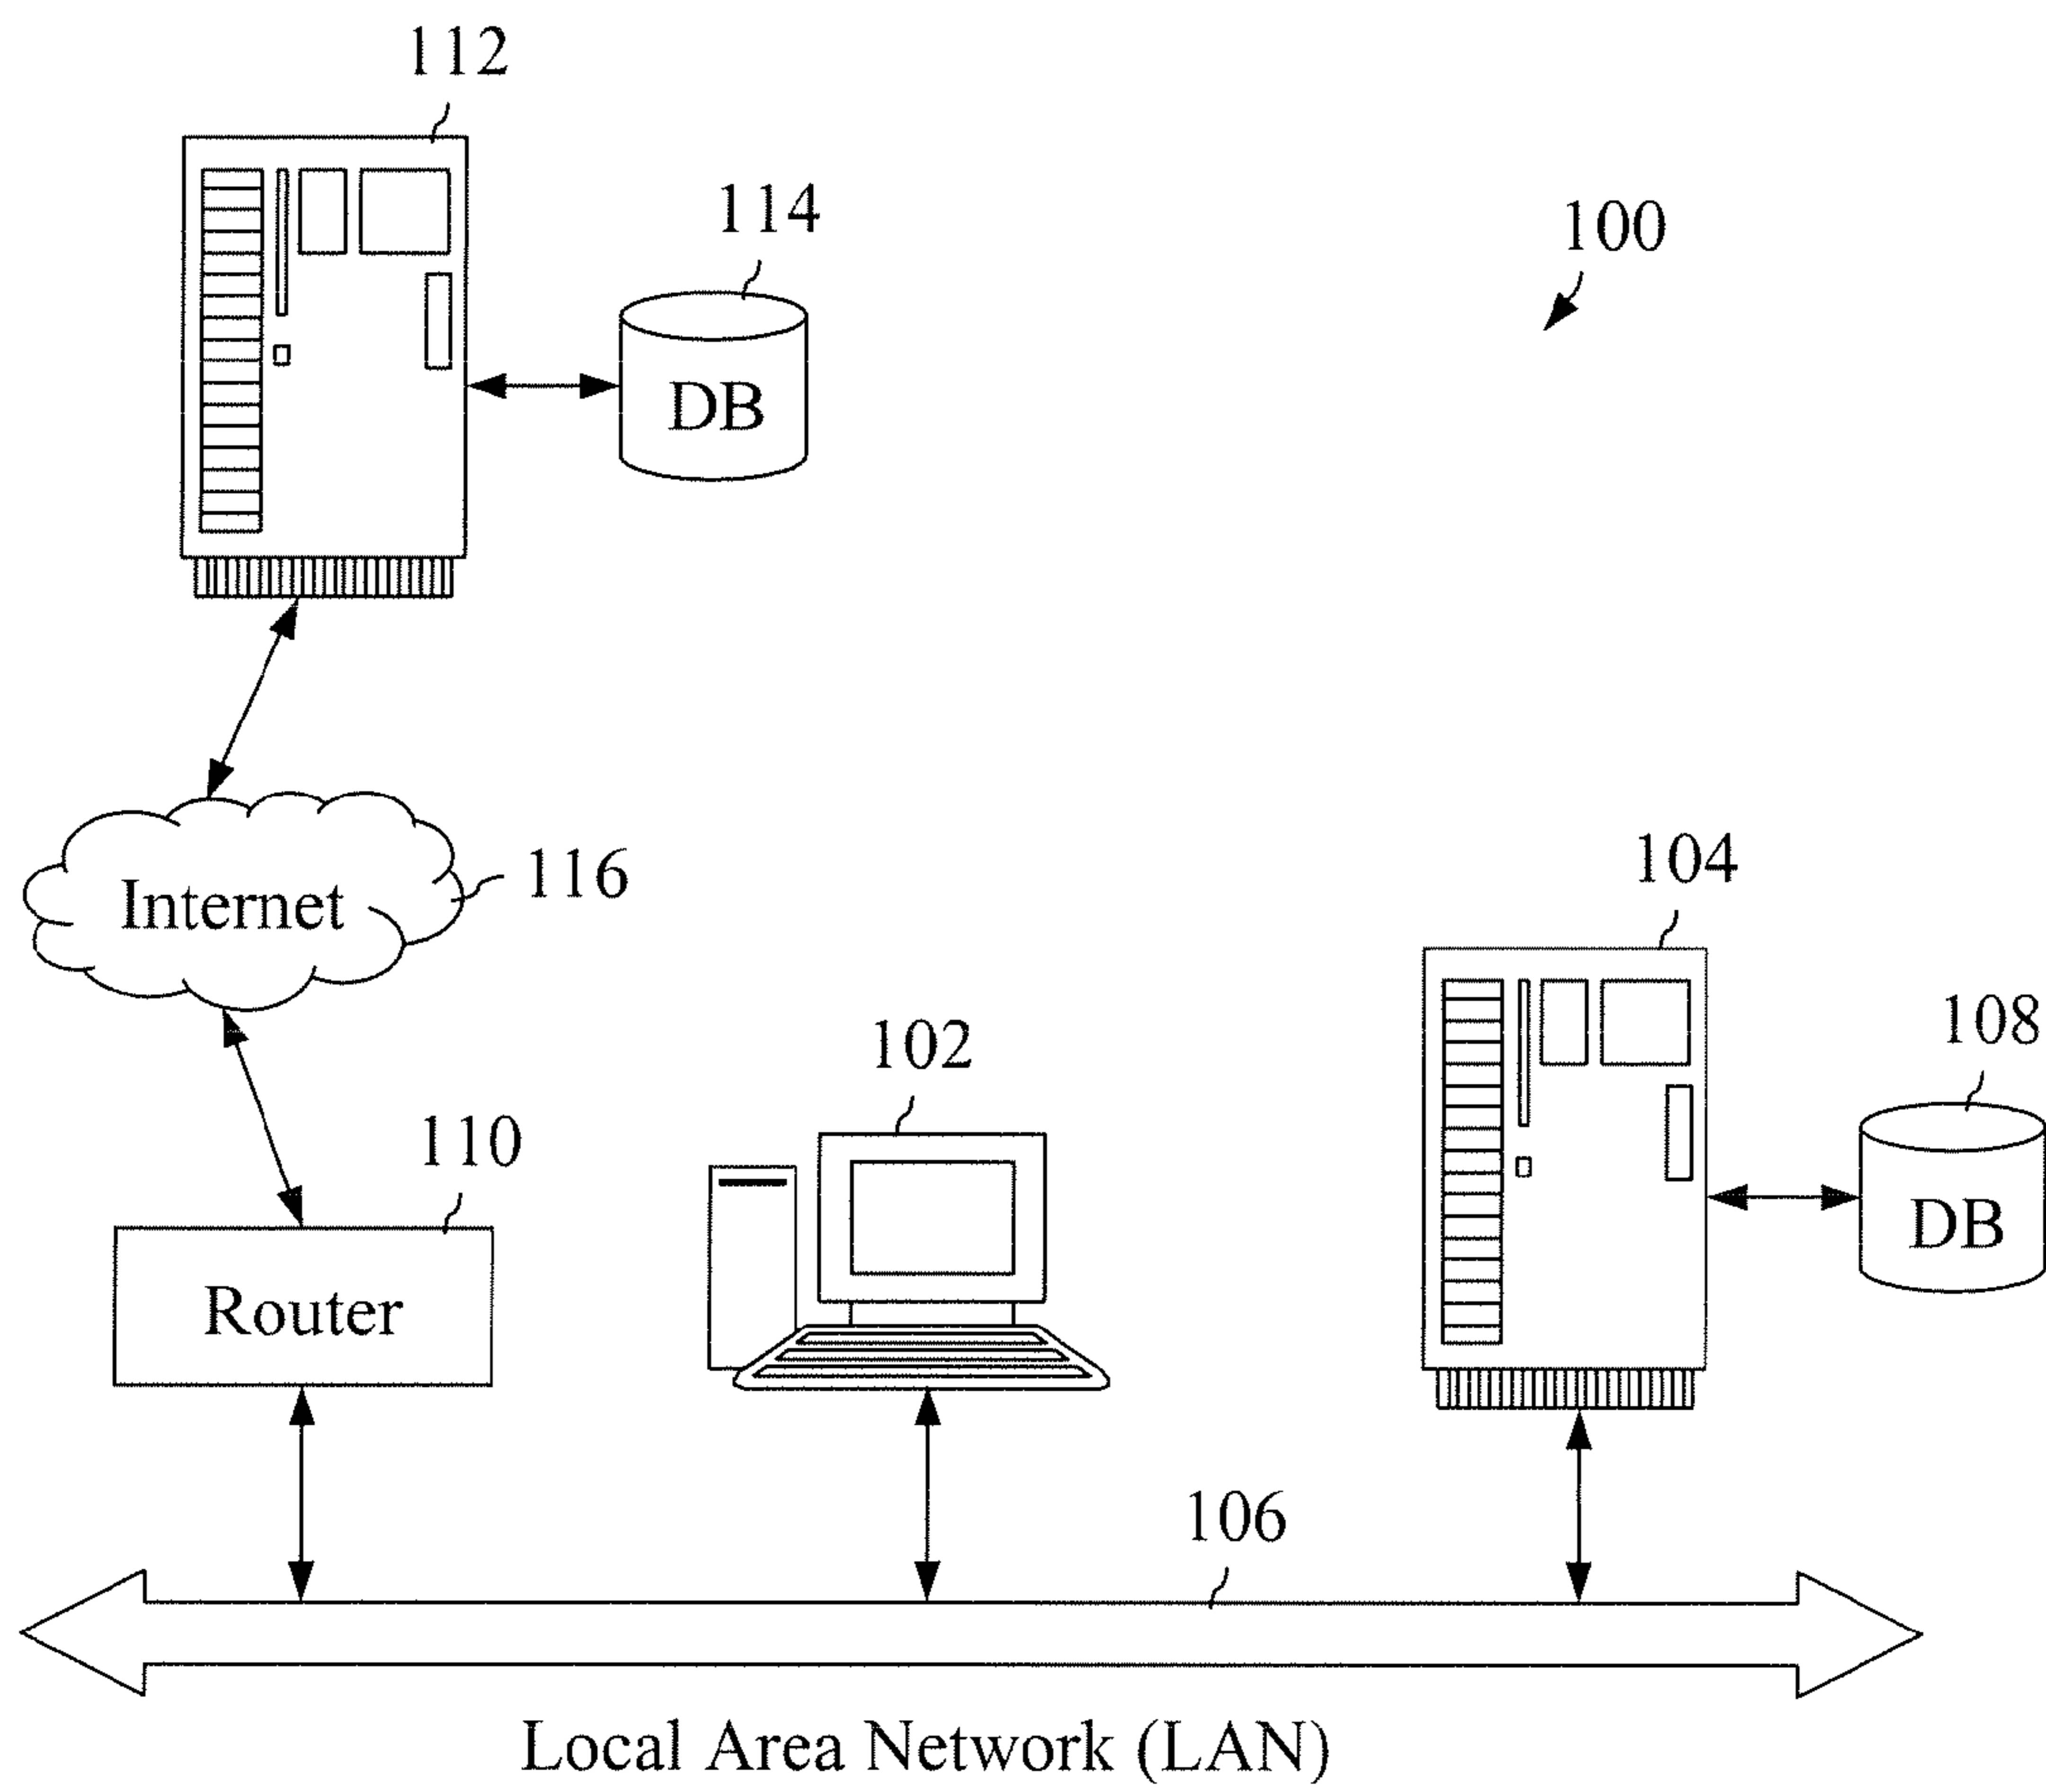 112
114
100
DB
Internet
116
104
108
102
110
DB
Router
106
Local Area Network (LAN)